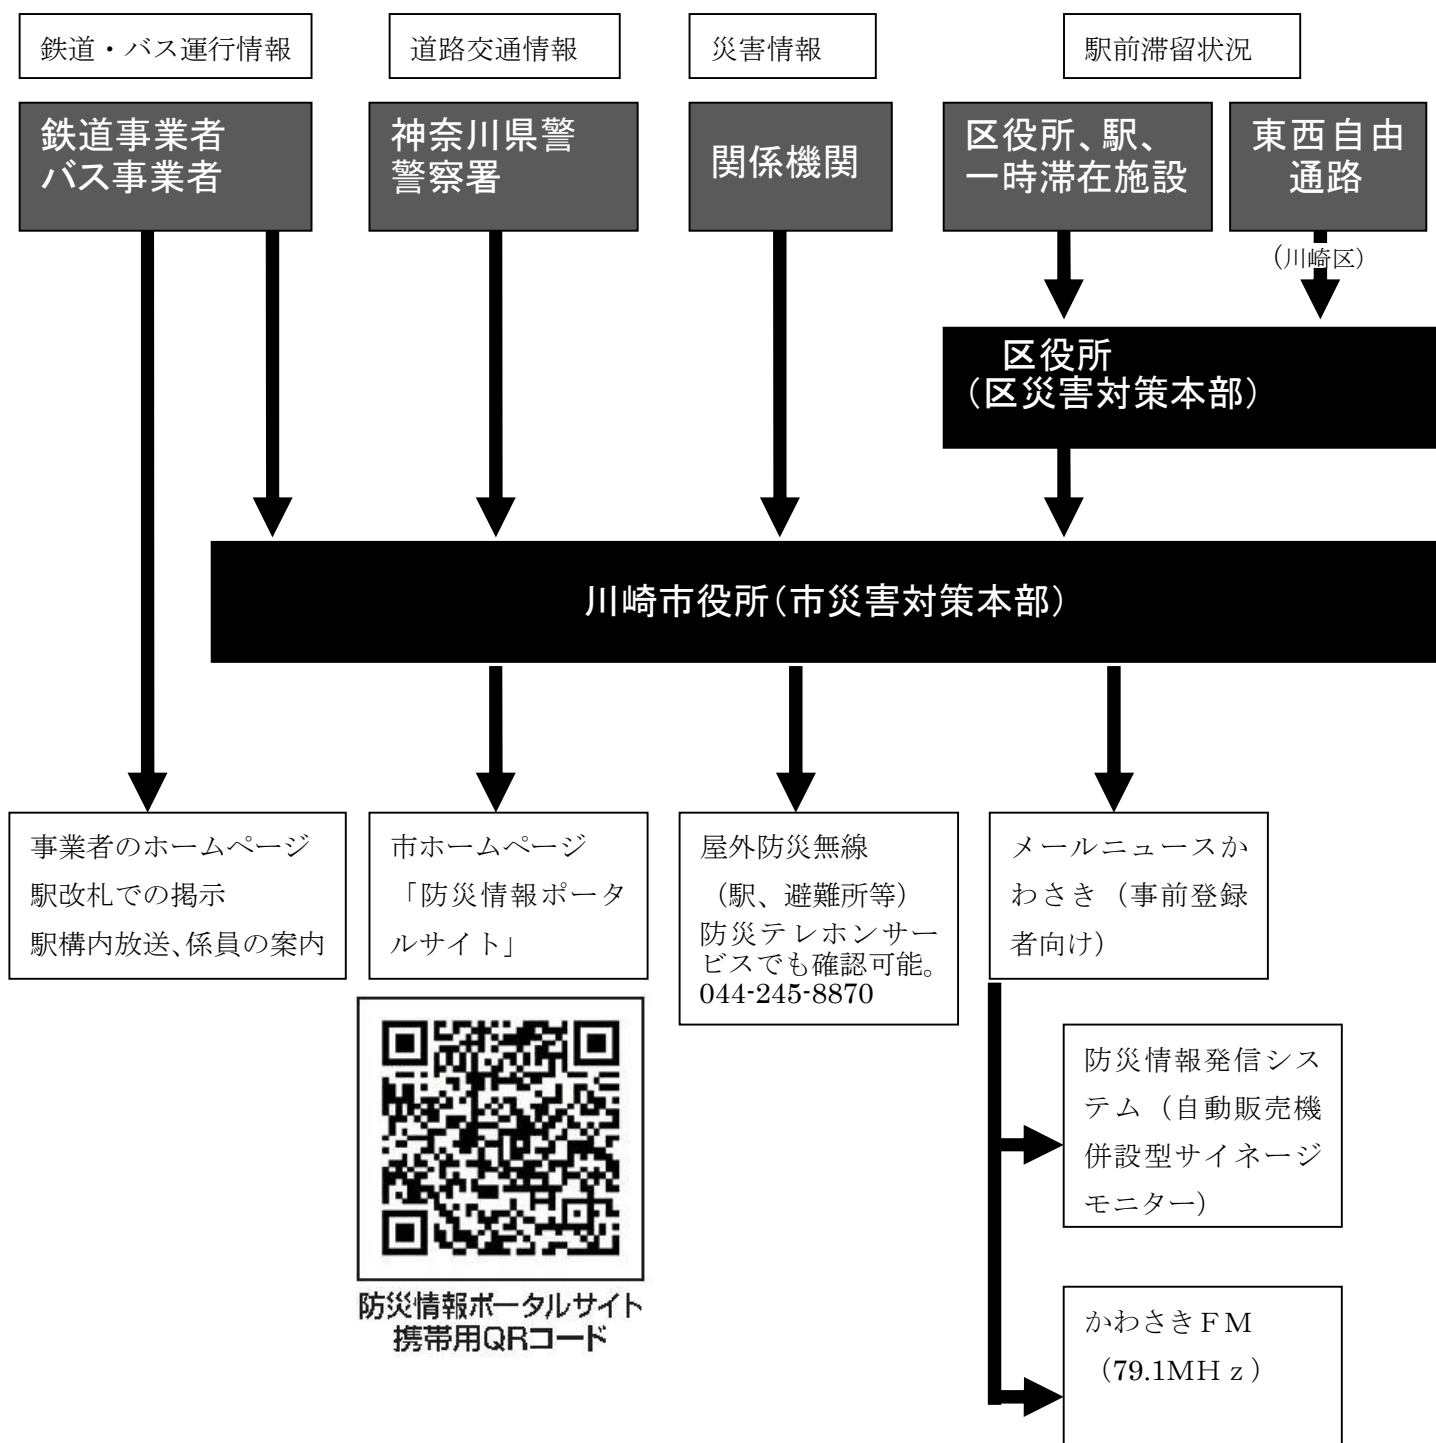 鉄道・バス運行情報
道路交通情報
災害情報
駅前滞留状況
鉄道事業者
バス事業者
神奈川県警
警察署
関係機関
区役所、駅、
一時滞在施設
東西自由
通路
（川崎区）
区役所
（区災害対策本部）
川崎市役所（市災害対策本部）
事業者のホームページ
駅改札での掲示
駅構内放送、係員の案内
市ホームページ
「防災情報ポータ
ルサイト」
屋外防災無線
（駅、避難所等）
防災テレホンサー
ビスでも確認可能。
044-245-8870
メールニュースか
わさき（事前登録
者向け）
防災情報ポータルサイト
携帯用QRコード
防災情報発信シス
テム（自動販売機
併設型サイネージ
モニター）
かわさきＦＭ
（79.1MHｚ）